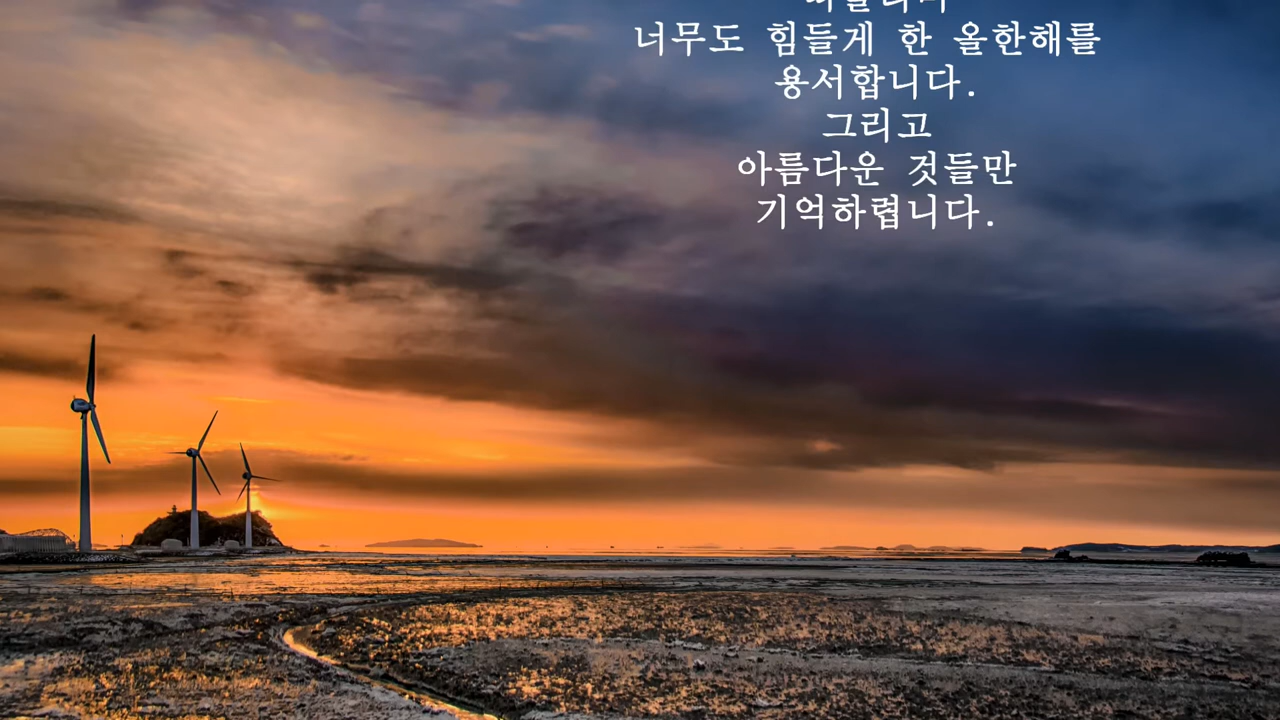 너무도 힘들게 한 올한해를
용서합니다.
그리고
아름다운 것들만
기억하렵니다.